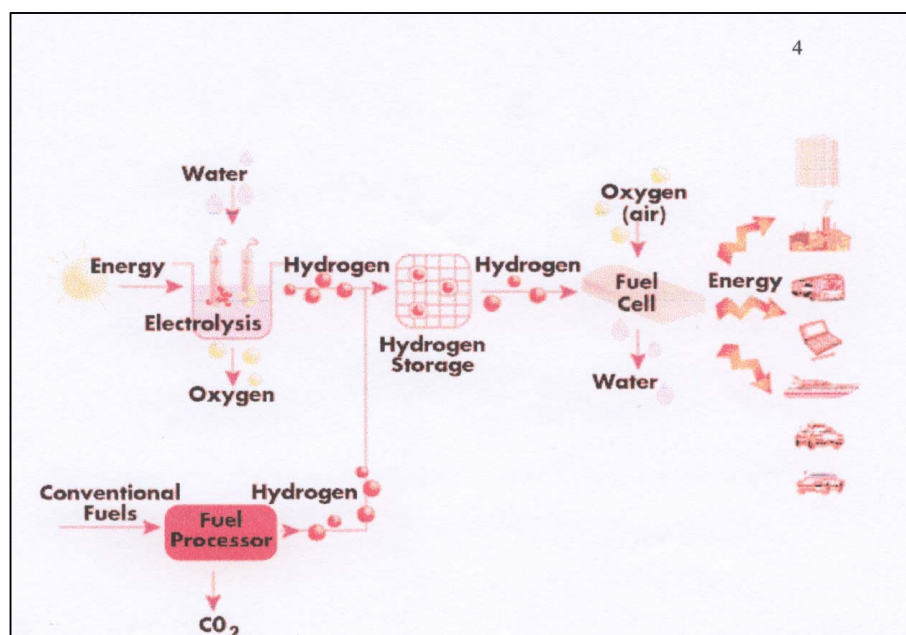 4
Water
Energy
Electrolysis
Oxygen
Hydrogen
Hydrogen
Storage
Hydrogen
Oxygen
(air)
Fuel
Cell
Water
Energy
Conventional
Fuels
Fuel
Processor
Hydrogen
CO2